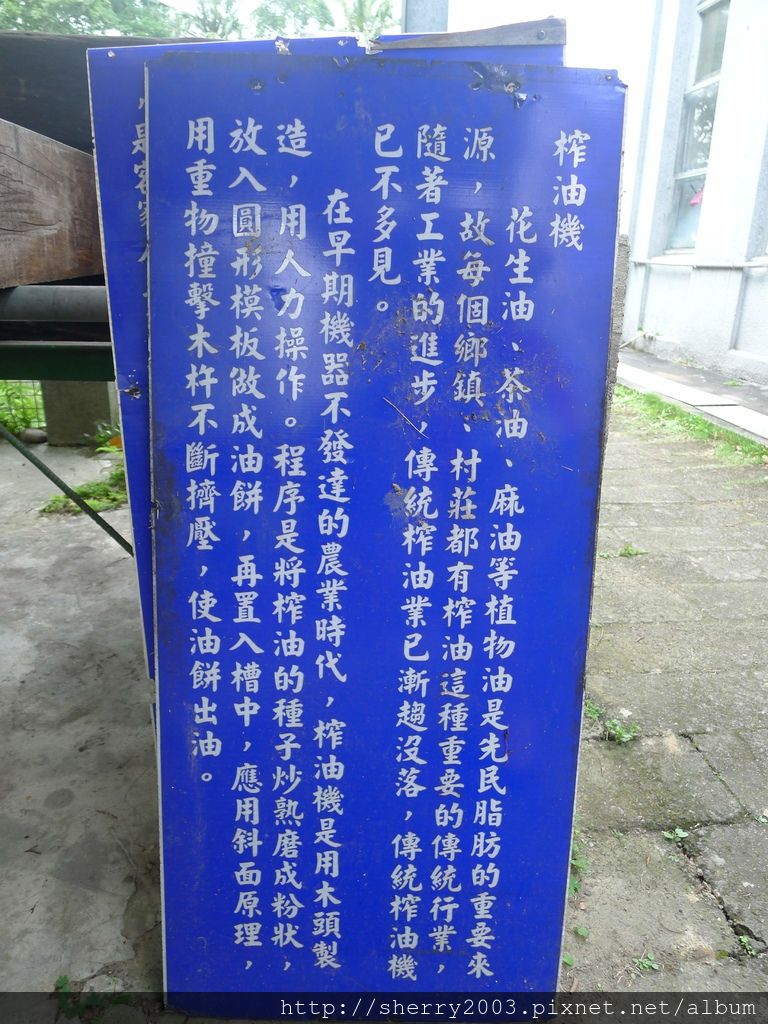 榨油機
花生油、茶油、麻油等植物油是先民脂肪的重要來
源，故每個鄉鎮、村莊都有榨油這種重要的傳統行業，
隨著工業的進步，傳統榨油業已漸趨沒落，傳統榨油機
已不多見。
在早期機器不發達的農業時代，榨油機是用木頭製
造，用人力操作。程序是將榨油的種子炒熟磨成粉狀，
放入圓形模板做成油餅，再置入槽中，應用斜面原理，
用重物撞擊木杵不斷擠壓，使油餅出油。
是客家人
http://sherry2003.pixnet.net/album